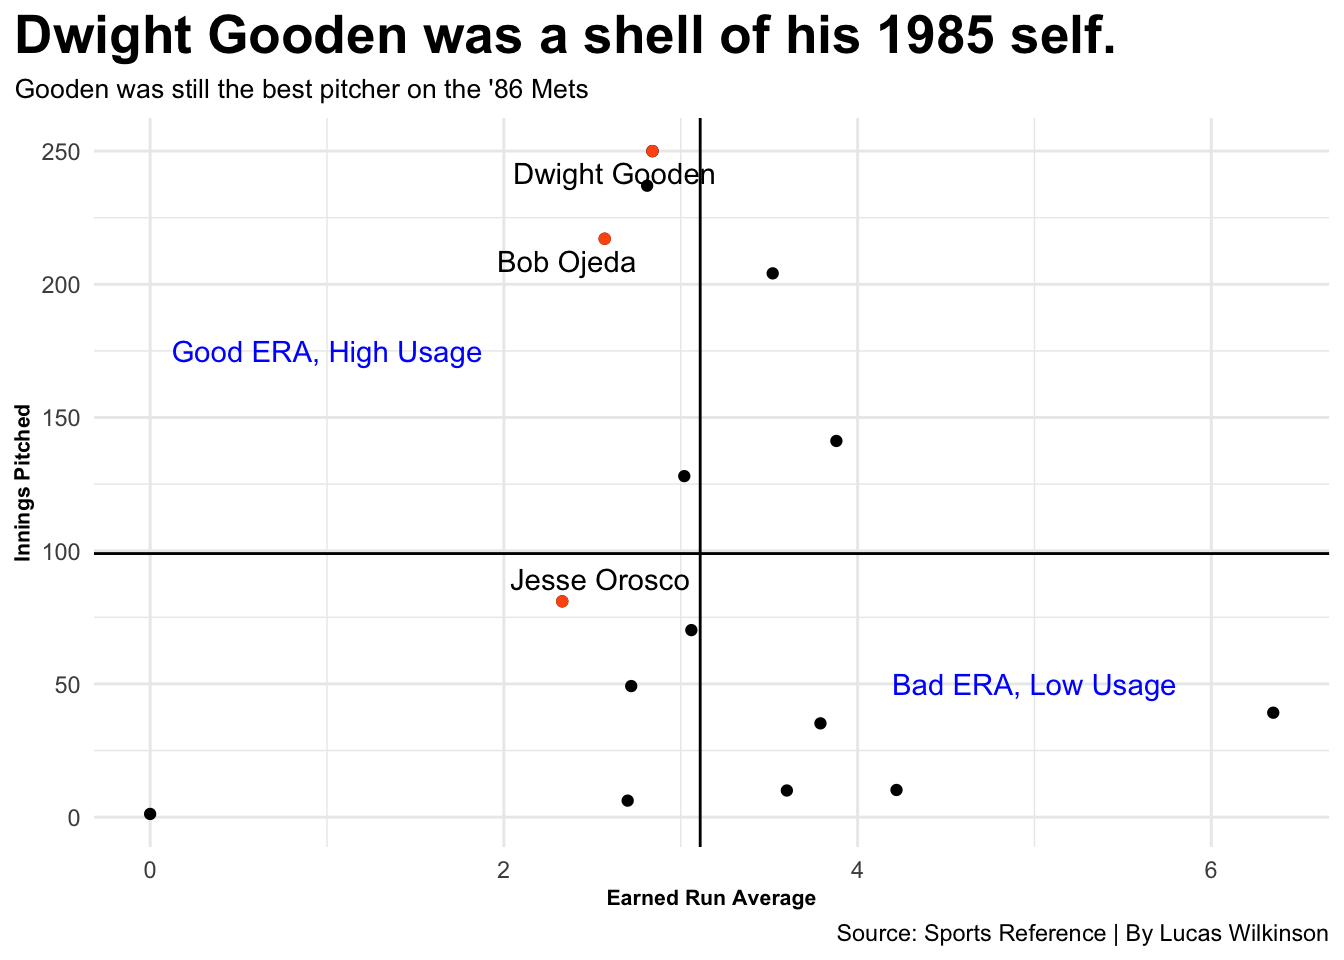 Dwight Gooden was a shell of his 1985 self.
Gooden was still the best pitcher on the '86 Mets
250
Dwight Gooden
Bob Ojeda
200
Good ERA, High Usage
150
Innings Pitched
100
Jesse Orosco
50
Bad ERA, Low Usage
0
0 2 4 6
Earned Run Average
Source: Sports Reference | By Lucas Wilkinson